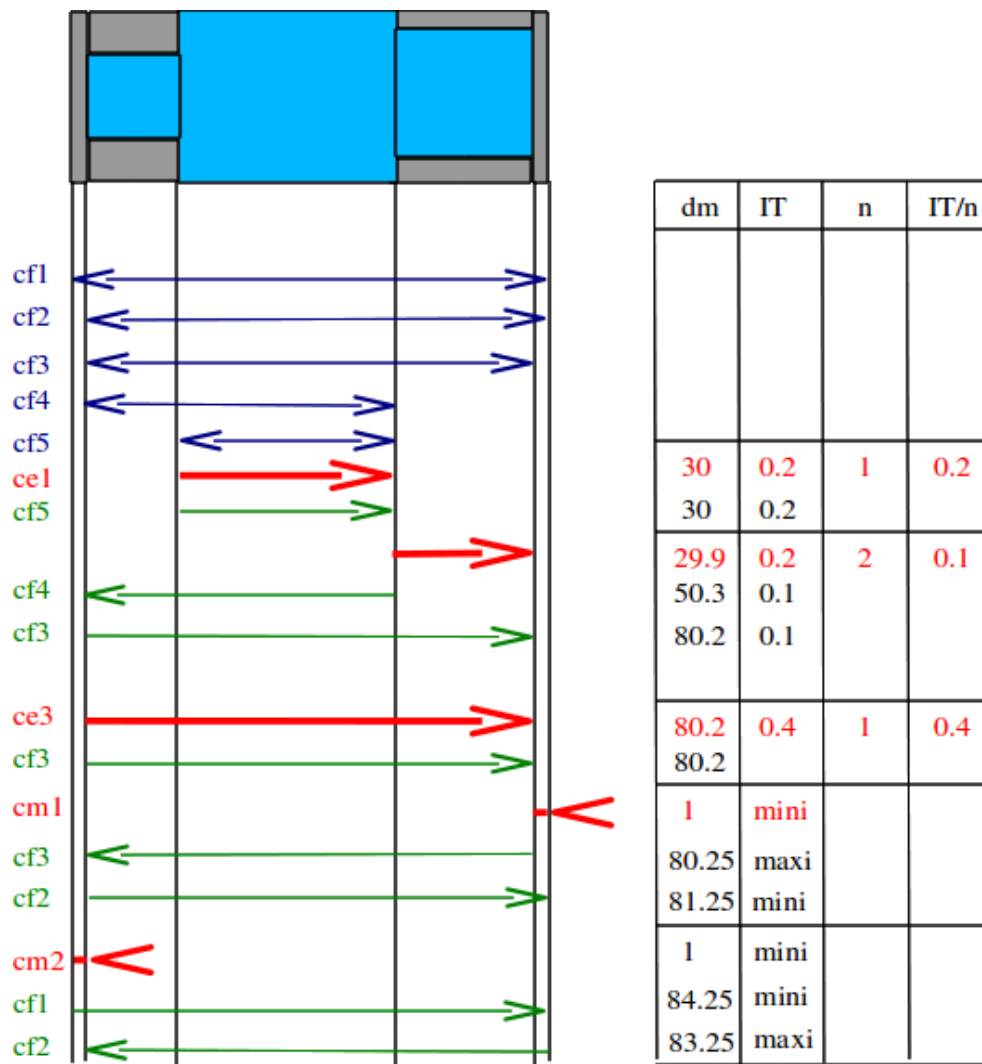 dm IT n IT/n
cf1
cf2
cf3
cf4
cf5
ce1 30 0.2 1 0.2
cf5 30 0.2
29.9 0.2 2 0.1
cf4 50.3 0.1
cf3 80.2 0.1
ce3 80.2 0.4 1 0.4
cf3 80.2
cm1 1 mini
cf3 80.25 maxi
cf2 81.25 mini
cm2 1 mini
cf1 84.25 mini
cf2 83.25 maxi